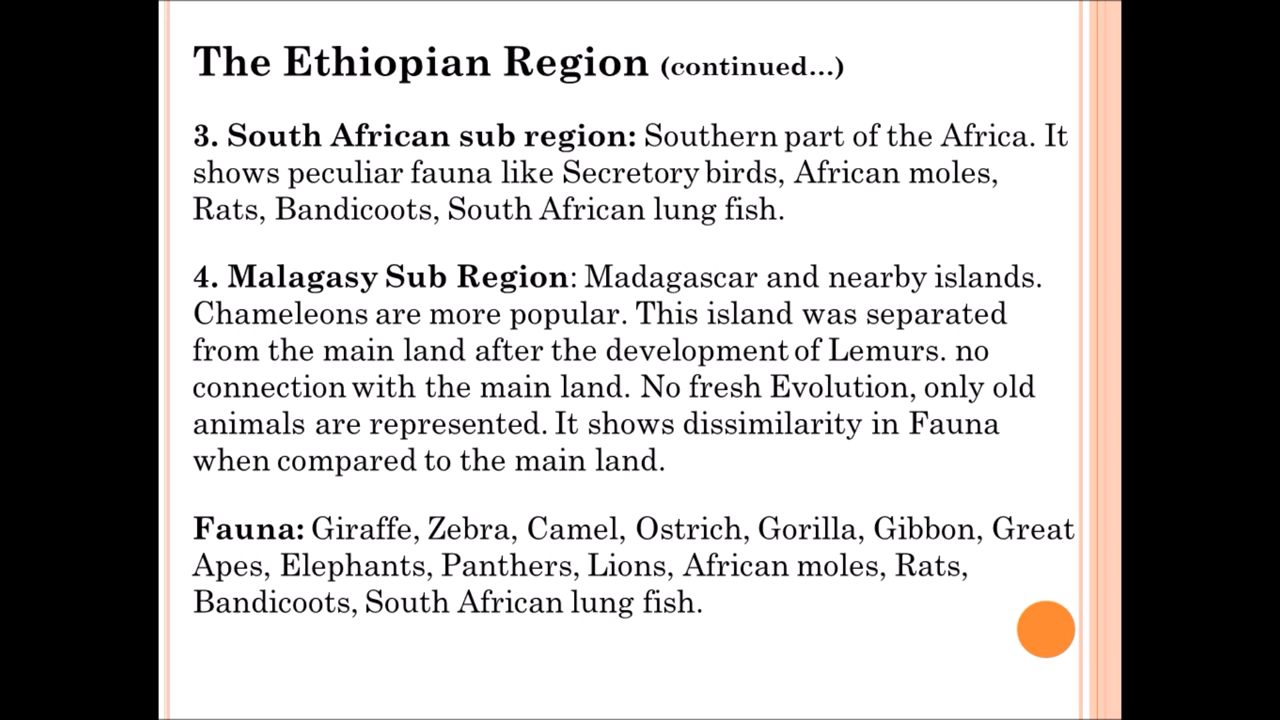 The Ethiopian Region (continued...)
3. South African sub region: Southern part of the Africa. It
shows peculiar fauna like Secretory birds, African moles,
Rats, Bandicoots, South African lung fish.
4. Malagasy Sub Region: Madagascar and nearby islands.
Chameleons are more popular. This island was separated
from the main land after the development of Lemurs. no
connection with the main land. No fresh Evolution, only old
animals are represented. It shows dissimilarity in Fauna
when compared to the main land.
Fauna: Giraffe, Zebra, Camel, Ostrich, Gorilla, Gibbon, Great
Apes, Elephants, Panthers, Lions, African moles, Rats,
Bandicoots, South African lung fish.